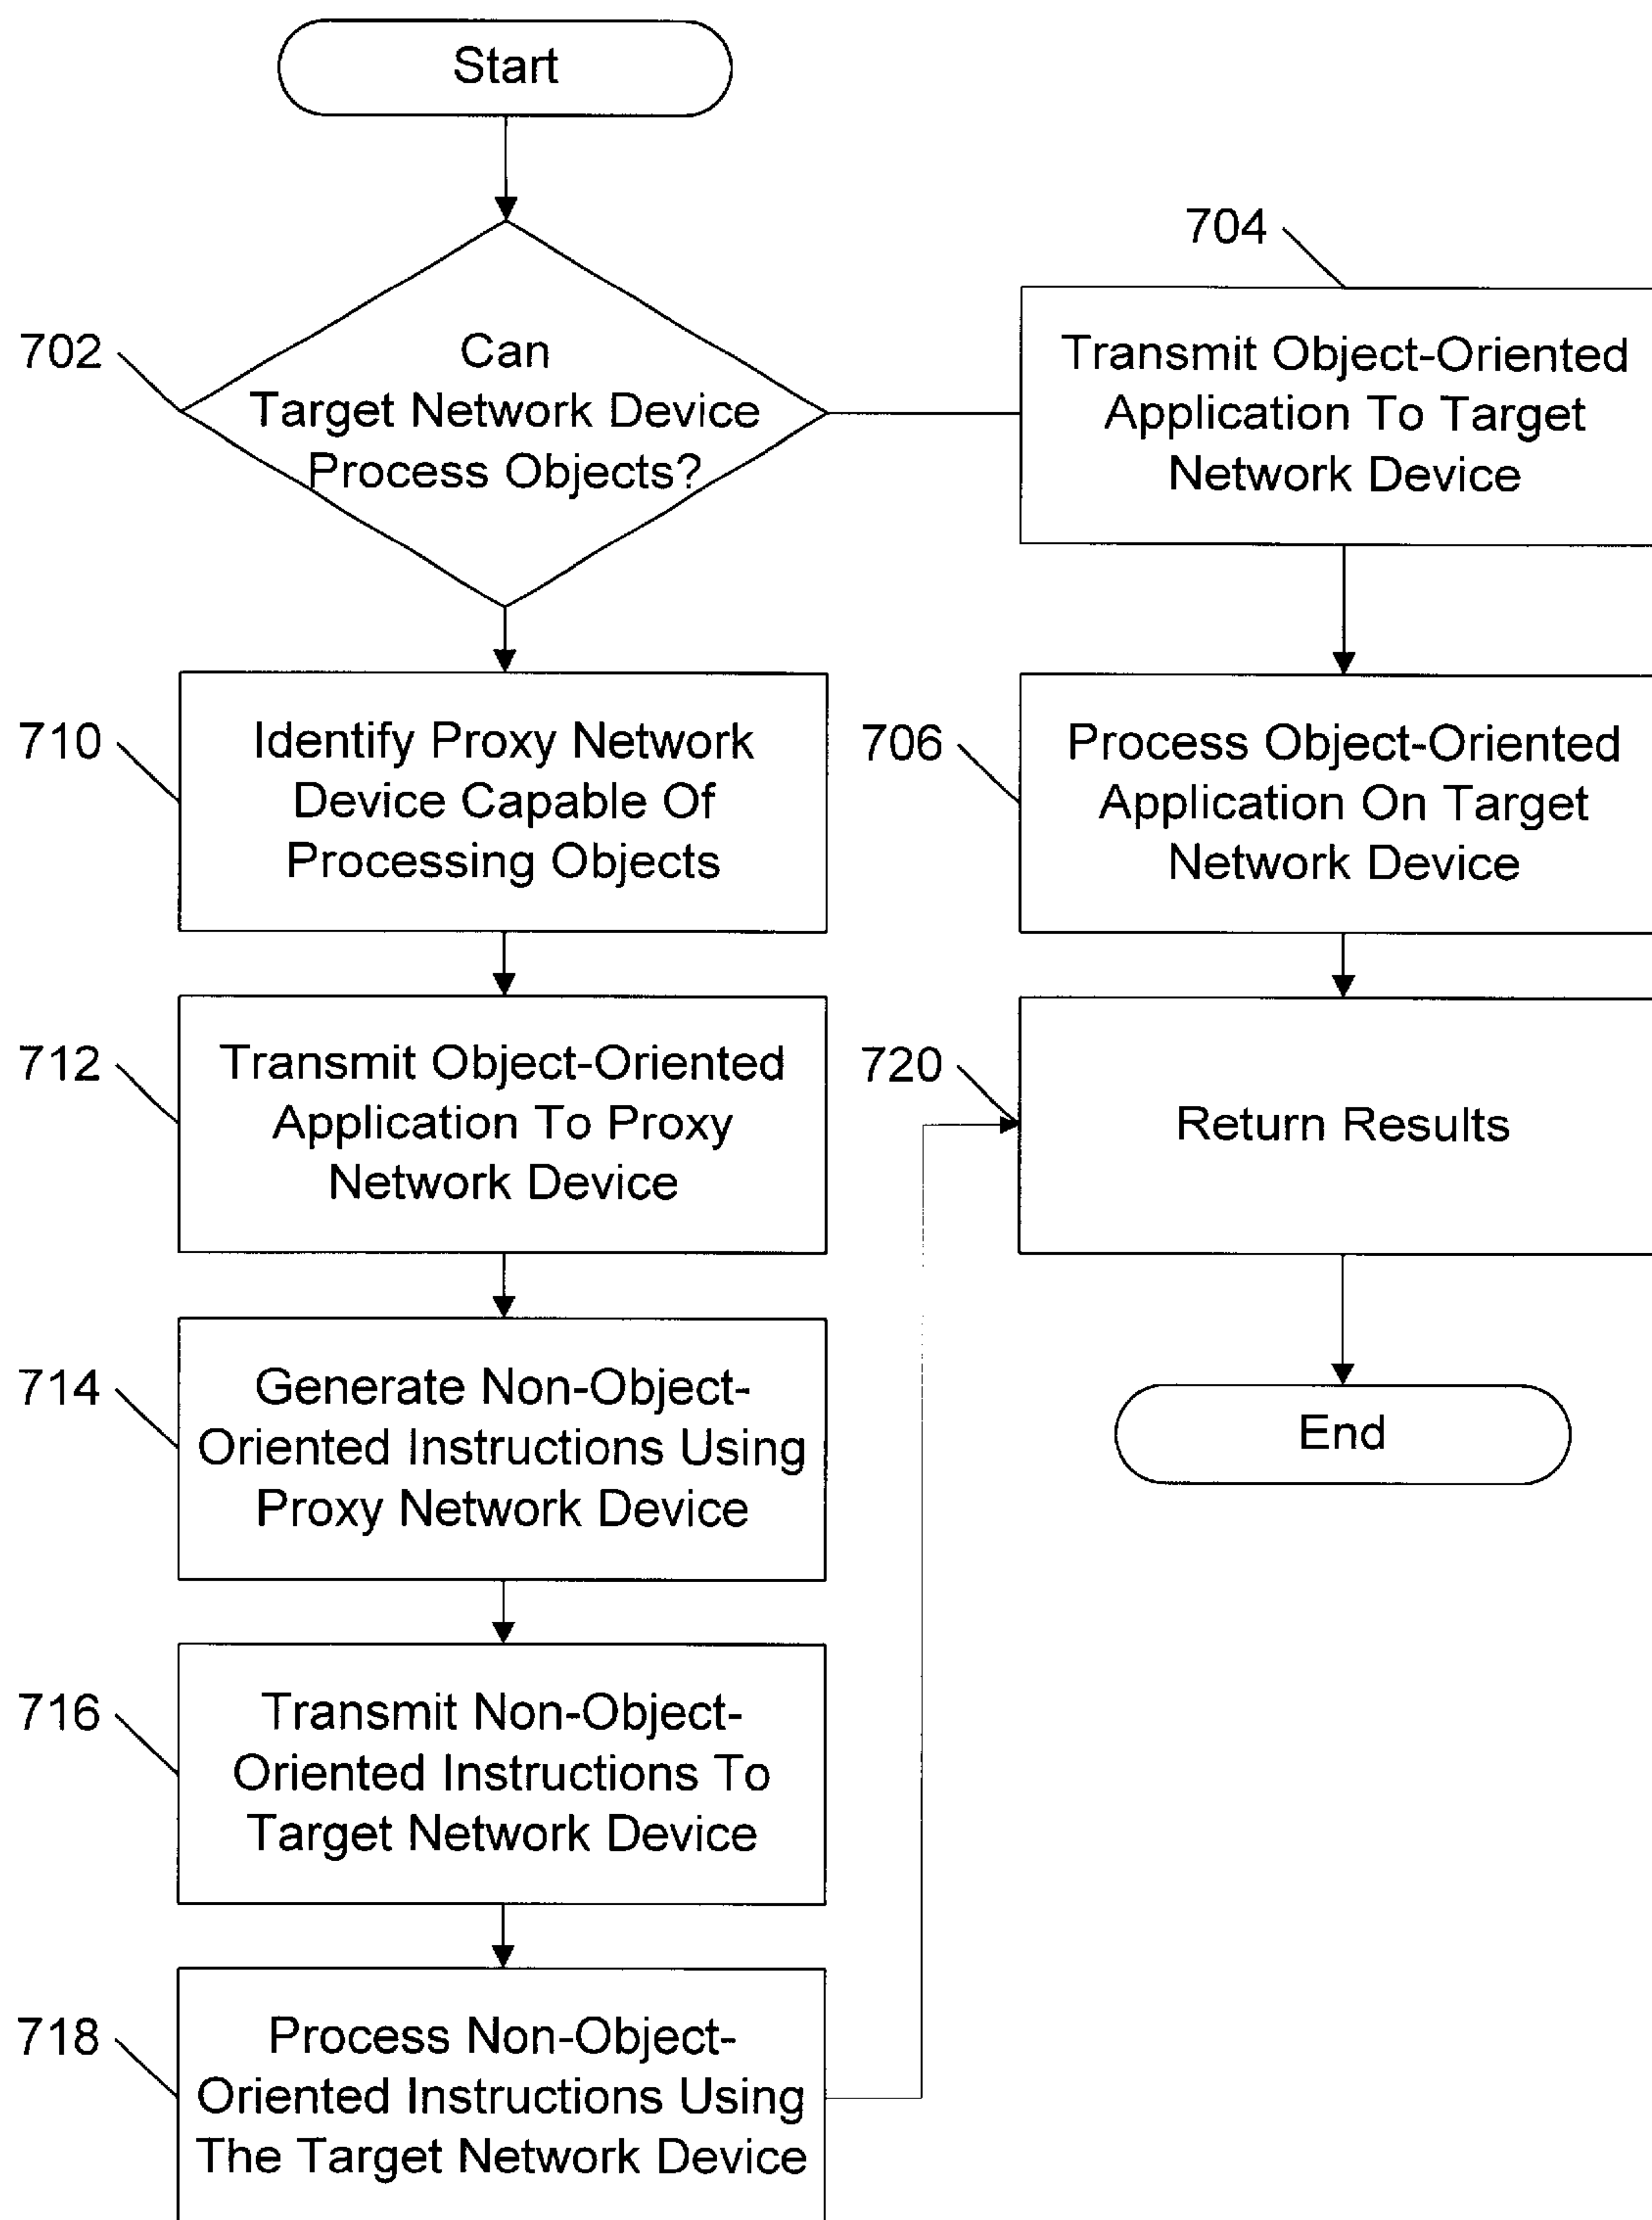 Start
702
Can
Target Network Device
Process Objects?
704
Transmit Object-Oriented
Application To Target
Network Device
710
Identify Proxy Network
Device Capable Of
Processing Objects
706
Process Object-Oriented
Application On Target
Network Device
712
Transmit Object-Oriented
Application To Proxy
Network Device
720
Return Results
714
Generate Non-Object-
Oriented Instructions Using
Proxy Network Device
End
716
Transmit Non-Object-
Oriented Instructions To
Target Network Device
718
Process Non-Object-
Oriented Instructions Using
The Target Network Device